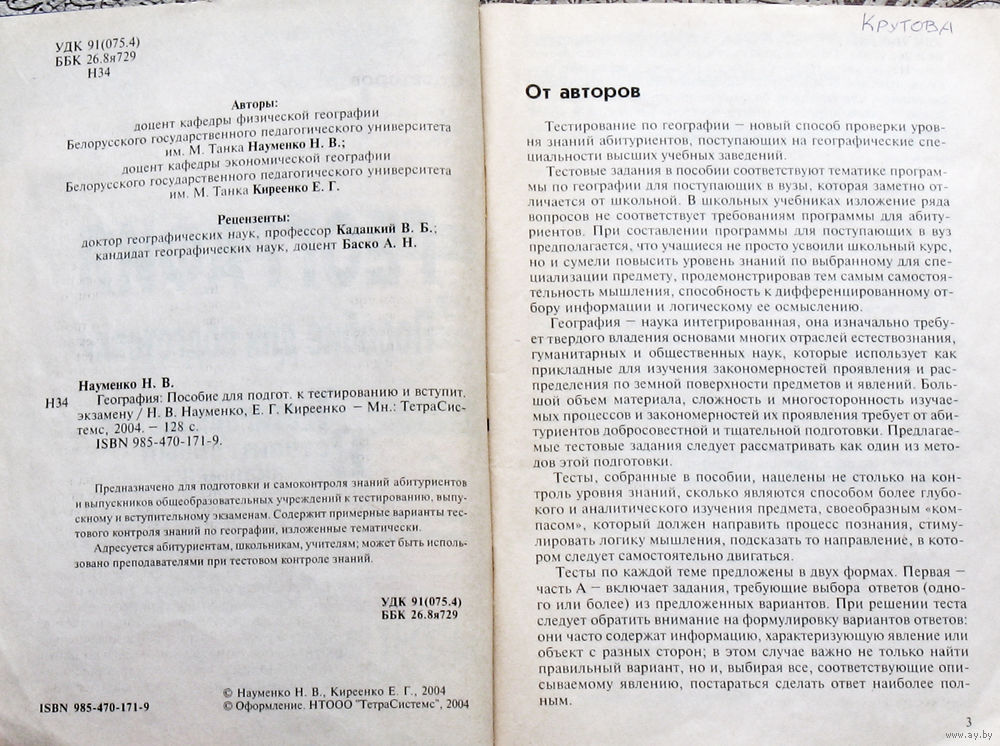 УДК 91(075.4)
ББК 26.8я729
Н34
Авторы:
доцент кафедры физической географии
Белорусского государственного педагогического университета
им. М. Танка Науменко Н. В.;
доцент кафедры экономической географии
Белорусского государственного педагогического университета
им. М. Танка Киреенко Е. Г.
Рецензенты:
доктор географических наук, профессор Кадацкий В. Б.;
кандидат географических наук, доцент Баско А. Н.
Науменко Н. В.
Н34 География: Пособие для подгот. к тестированию и вступит.
экзамену / Н. В. Науменко, Е. Г. Киреенко – Мн.: ТетраСис-
темс, 2004. – 128 с.
ISBN 985-470-171-9.
Предназначено для подготовки и самоконтроля знаний абитуриентов
и выпускников общеобразовательных учреждений к тестированию, выпу-
скному и вступительному экзаменам. Содержит примерные варианты тес-
тового контроля знаний по географии, изложенные тематически.
Адресуется абитуриентам, школьникам, учителям; может быть исполь-
зовано преподавателями при тестовом контроле знаний.
УДК 91(075.4)
ББК 26.8я729
© Науменко Н. В., Киреенко Е. Г., 2004
ISBN 985-470-171-9 © Оформление. НТООО "ТетраСистемс", 2004
Крутова
От авторов
Тестирование по географии – новый способ проверки уров-
ня знаний абитуриентов, поступающих на географические спе-
циальности высших учебных заведений.
Тестовые задания в пособии соответствуют тематике програм-
мы по географии для поступающих в вузы, которая заметно от-
личается от школьной. В школьных учебниках изложение ряда
вопросов не соответствует требованиям программы для абиту-
риентов. При составлении программы для поступающих в вуз
предполагается, что учащиеся не просто усвоили школьный курс,
но и сумели повысить уровень знаний по выбранному для спе-
циализации предмету, продемонстрировав тем самым самостоя-
тельность мышления, способность к дифференцированному от-
бору информации и логическому ее осмыслению.
География – наука интегрированная, она изначально требу-
ет твердого владения основами многих отраслей естествознания,
гуманитарных и общественных наук, которые использует как
прикладные для изучения закономерностей проявления и рас-
пределения по земной поверхности предметов и явлений. Боль-
шой объем материала, сложность и многосторонность изучае-
мых процессов и закономерностей их проявления требует от аби-
туриентов добросовестной и тщательной подготовки. Предлагае-
мые тестовые задания следует рассматривать как один из мето-
дов этой подготовки.
Тесты, собранные в пособии, нацелены не столько на кон-
троль уровня знаний, сколько являются способом более глубо-
кого и аналитического изучения предмета, своеобразным «ком-
пасом», который должен направить процесс познания, стиму-
лировать логику мышления, подсказать то направление, в кото-
ром следует самостоятельно двигаться.
Тесты по каждой теме предложены в двух формах. Первая –
часть А – включает задания, требующие выбора ответов (одно-
го или более) из предложенных вариантов. При решении теста
следует обратить внимание на формулировку вариантов ответов:
они часто содержат информацию, характеризующую явление или
объект с разных сторон; в этом случае важно не только найти
правильный вариант, но и, выбирая все, соответствующие опи-
сываемому явлению, постараться сделать ответ наиболее пол-
ным.
3
www.ay.by